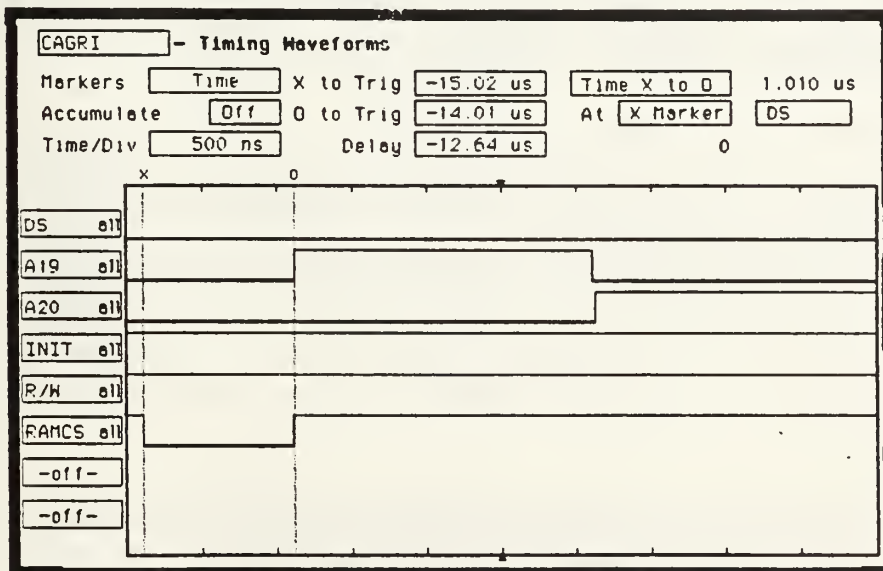 CAGRI - Timing Waveforms
Markers Time X to Trig -15.02 us Time X to O 1.010 us
Accumulate Off O to Trig -14.01 us At X Marker DS
Time/Div 500 ns Delay -12.64 us 0
X O
DS all
A19 all
A20 all
INIT all
R/W all
RAMCS all
-off-
-off-